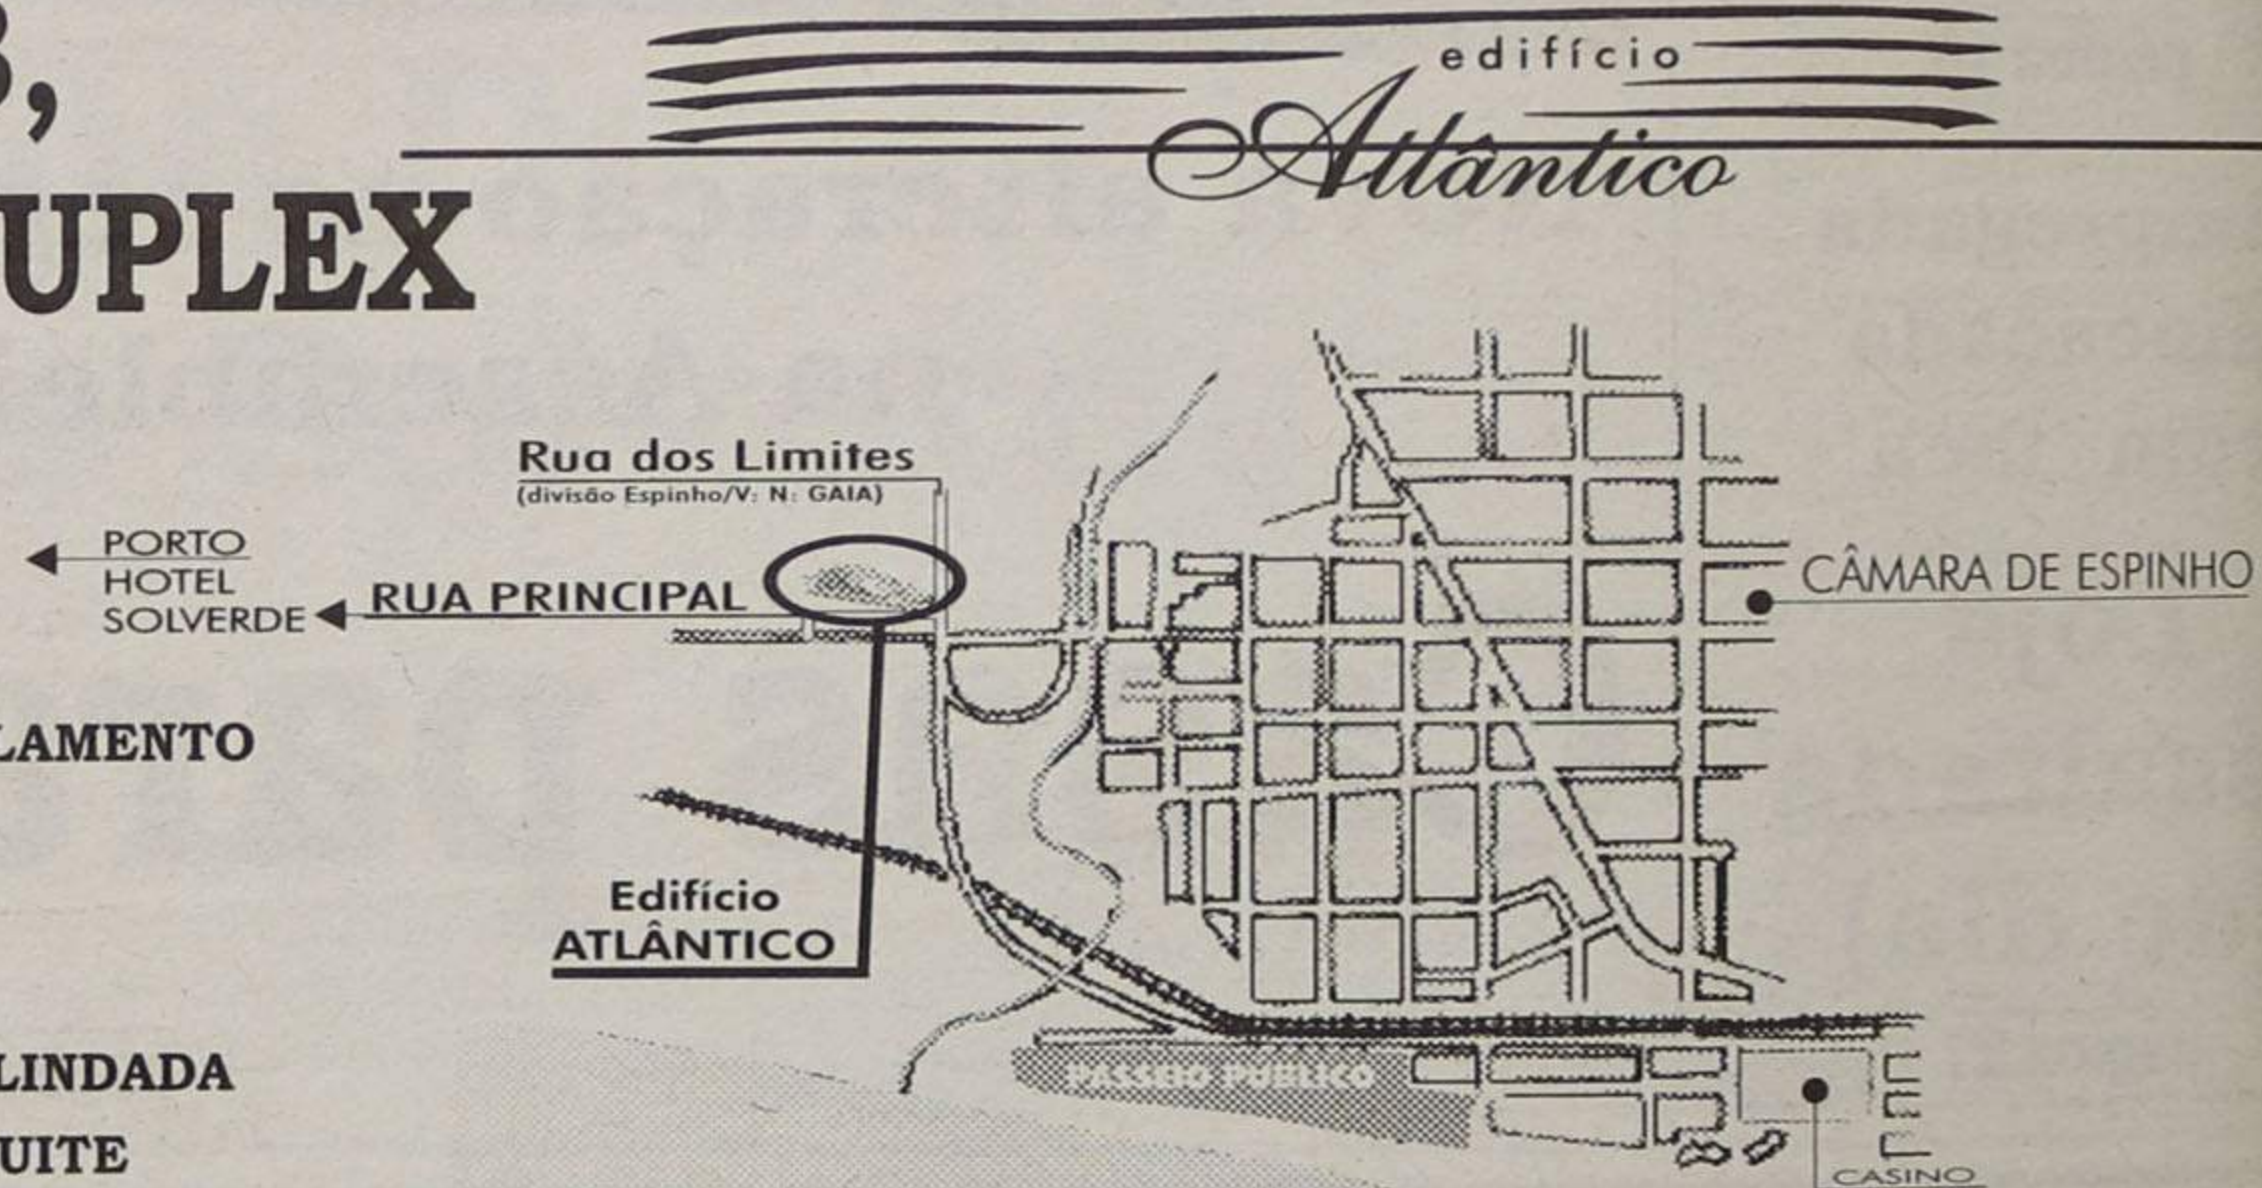 edifício
Atlântico
UPLEX
Rua dos Limites
(divisão Espinho/V: N: GAIA)
PORTO
HOTEL
SOLVERDE
RUA PRINCIPAL
CÂMARA DE ESPINHO
LAMENTO
Edifício
ATLÂNTICO
LINDADA
PASSEIO PÚBLICO
UITE
CASINO